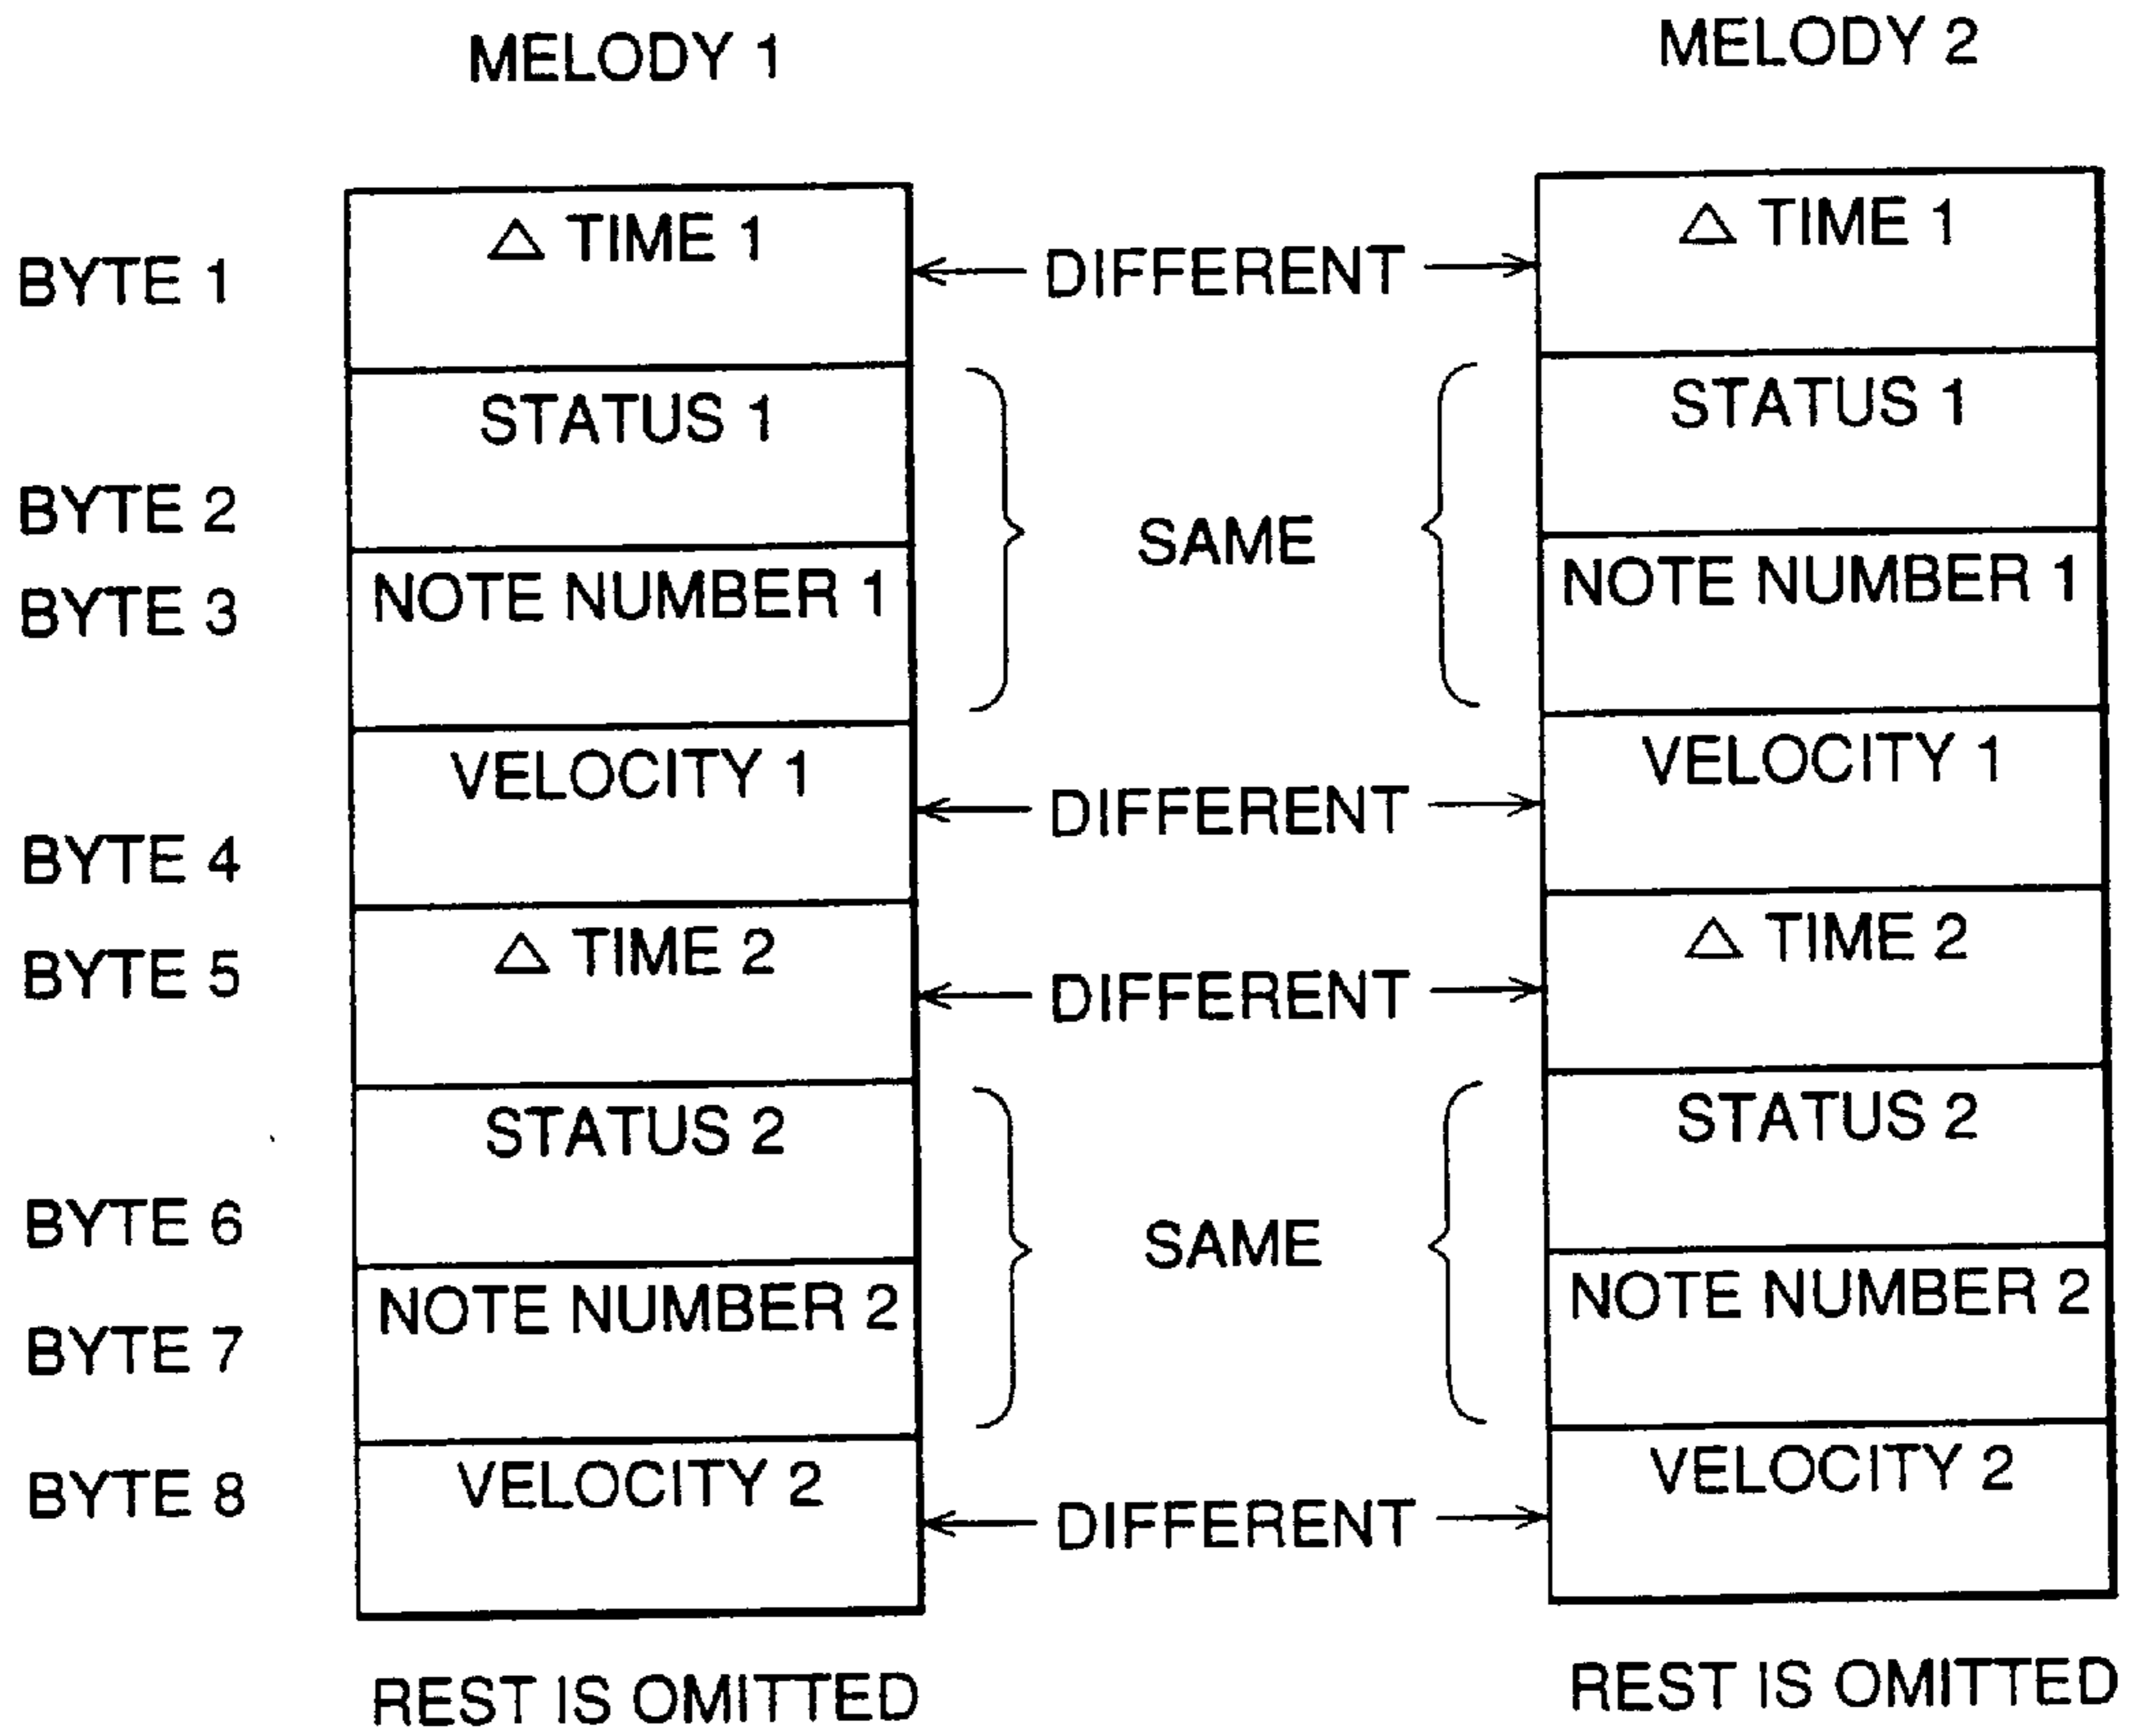 MELODY 1 MELODY 2
BYTE 1 △ TIME 1 DIFFERENT △ TIME 1
BYTE 2 STATUS 1 SAME STATUS 1
BYTE 3 NOTE NUMBER 1 NOTE NUMBER 1
BYTE 4 VELOCITY 1 DIFFERENT VELOCITY 1
BYTE 5 △ TIME 2 DIFFERENT △ TIME 2
BYTE 6 STATUS 2 SAME STATUS 2
BYTE 7 NOTE NUMBER 2 NOTE NUMBER 2
BYTE 8 VELOCITY 2 DIFFERENT VELOCITY 2
REST IS OMITTED REST IS OMITTED